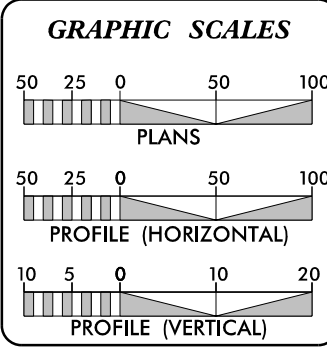 GRAPHIC SCALES
50 25 0 50 100
PLANS
50 25 0 50 100
PROFILE (HORIZONTAL)
10 5 0 10 20
PROFILE (VERTICAL)